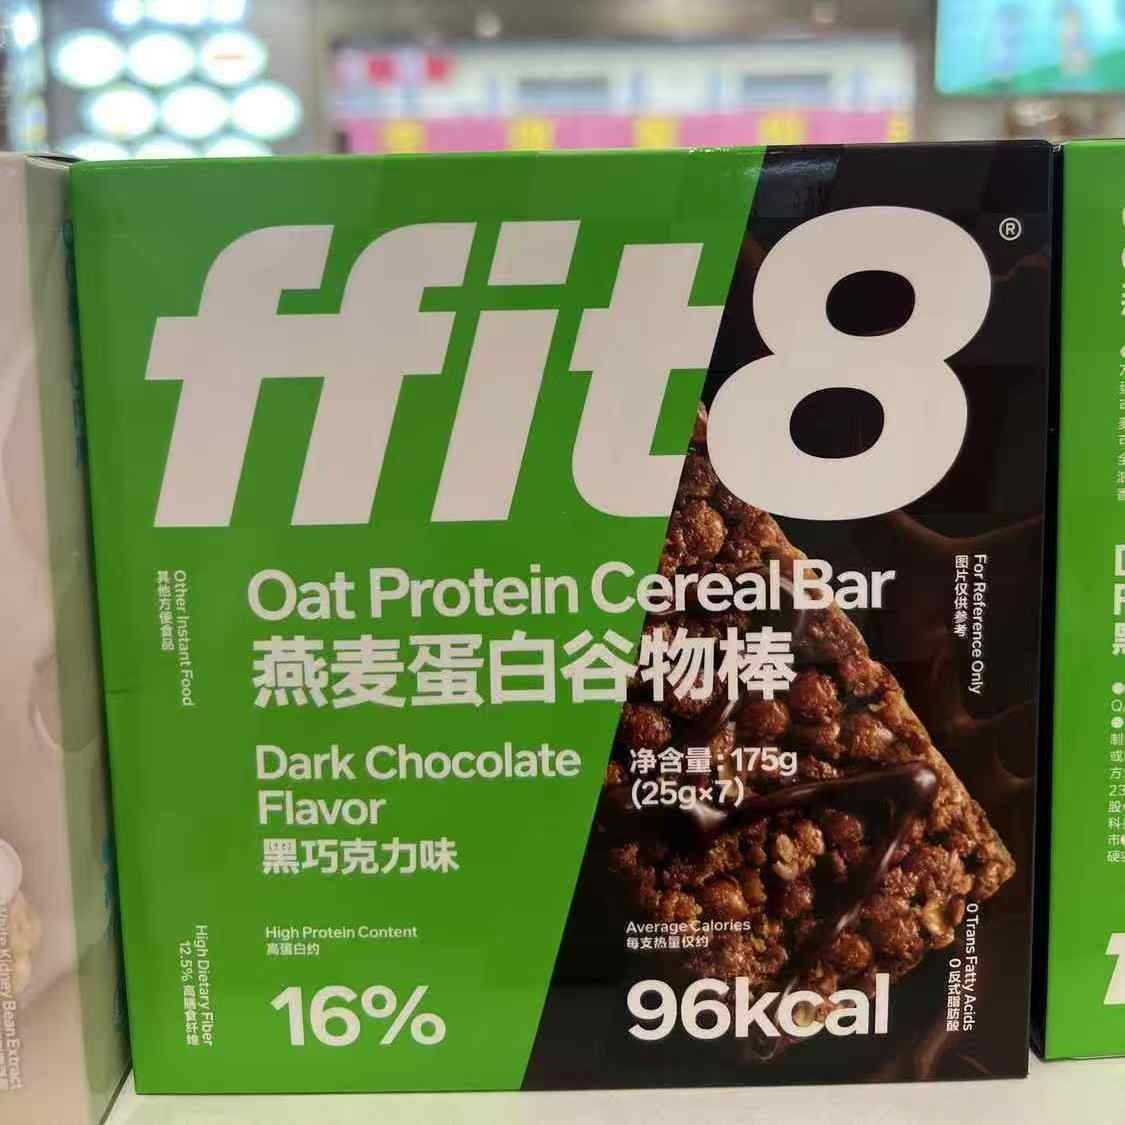 ffit8®
Oat Protein Cereal Bar
燕麦蛋白谷物棒
Other Instant Food
其他方便食品
For Reference Only
图片仅供参考
Dark Chocolate
Flavor
黑巧克力味
净含量:175g
(25g×7)
High Protein Content
高蛋白约
16%
Average Calories
每支热量仅约
96kcal
High Dietary Fiber
12.5% 高膳食纤维
0 Trans Fatty Acids
0反式脂肪酸
White Kidney Bean Extract